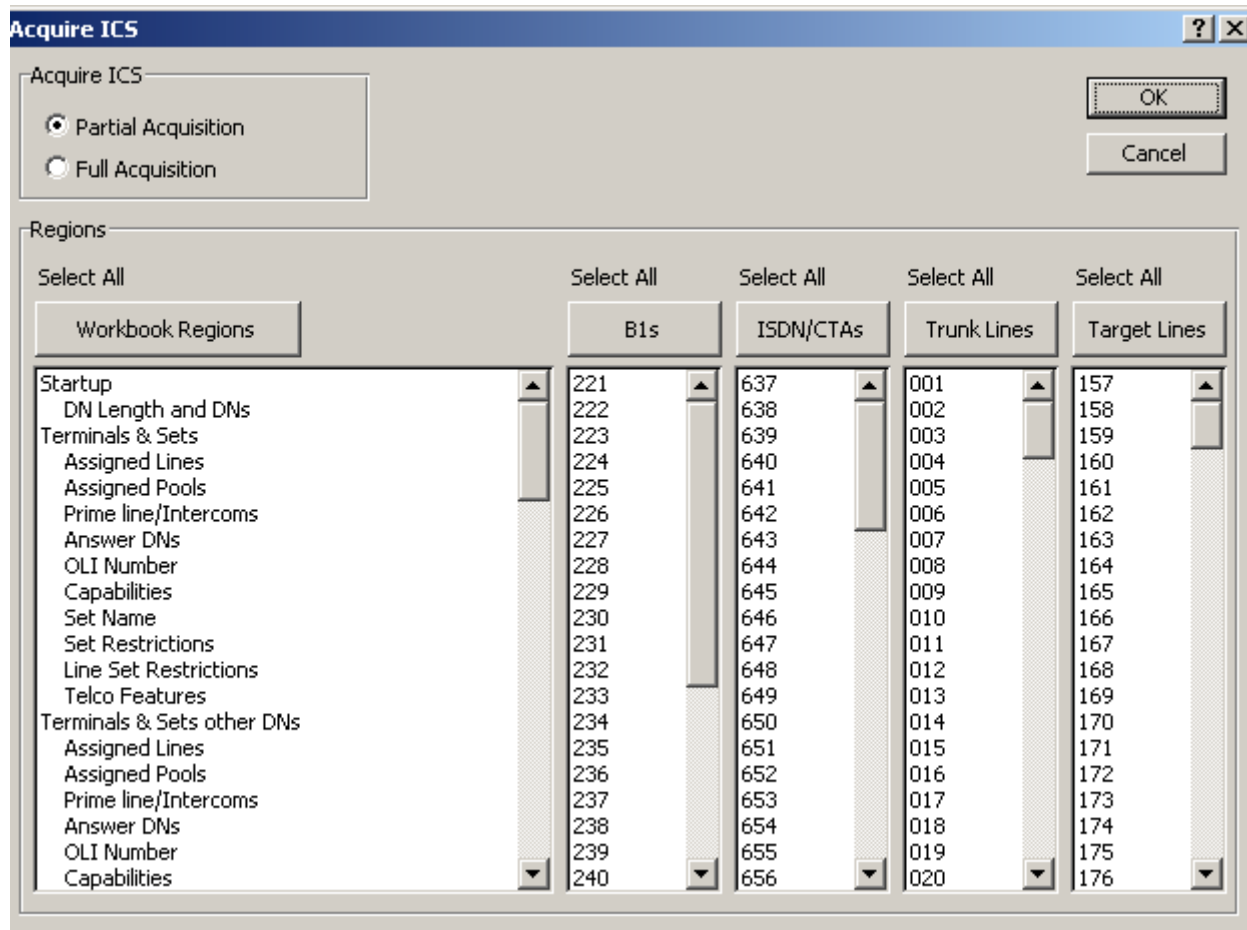 Acquire ICS
Acquire ICS
Partial Acquisition
Full Acquisition
OK
Cancel
Regions
Select All
Workbook Regions
Startup
DN Length and DNs
Terminals & Sets
Assigned Lines
Assigned Pools
Prime line/Intercoms
Answer DNs
OLI Number
Capabilities
Set Name
Set Restrictions
Line Set Restrictions
Telco Features
Terminals & Sets other DNs
Assigned Lines
Assigned Pools
Prime line/Intercoms
Answer DNs
OLI Number
Capabilities
Select All
B1s
221
222
223
224
225
226
227
228
229
230
231
232
233
234
235
236
237
238
239
240
Select All
ISDN/CTAs
637
638
639
640
641
642
643
644
645
646
647
648
649
650
651
652
653
654
655
656
Select All
Trunk Lines
001
002
003
004
005
006
007
008
009
010
011
012
013
014
015
016
017
018
019
020
Select All
Target Lines
157
158
159
160
161
162
163
164
165
166
167
168
169
170
171
172
173
174
175
176